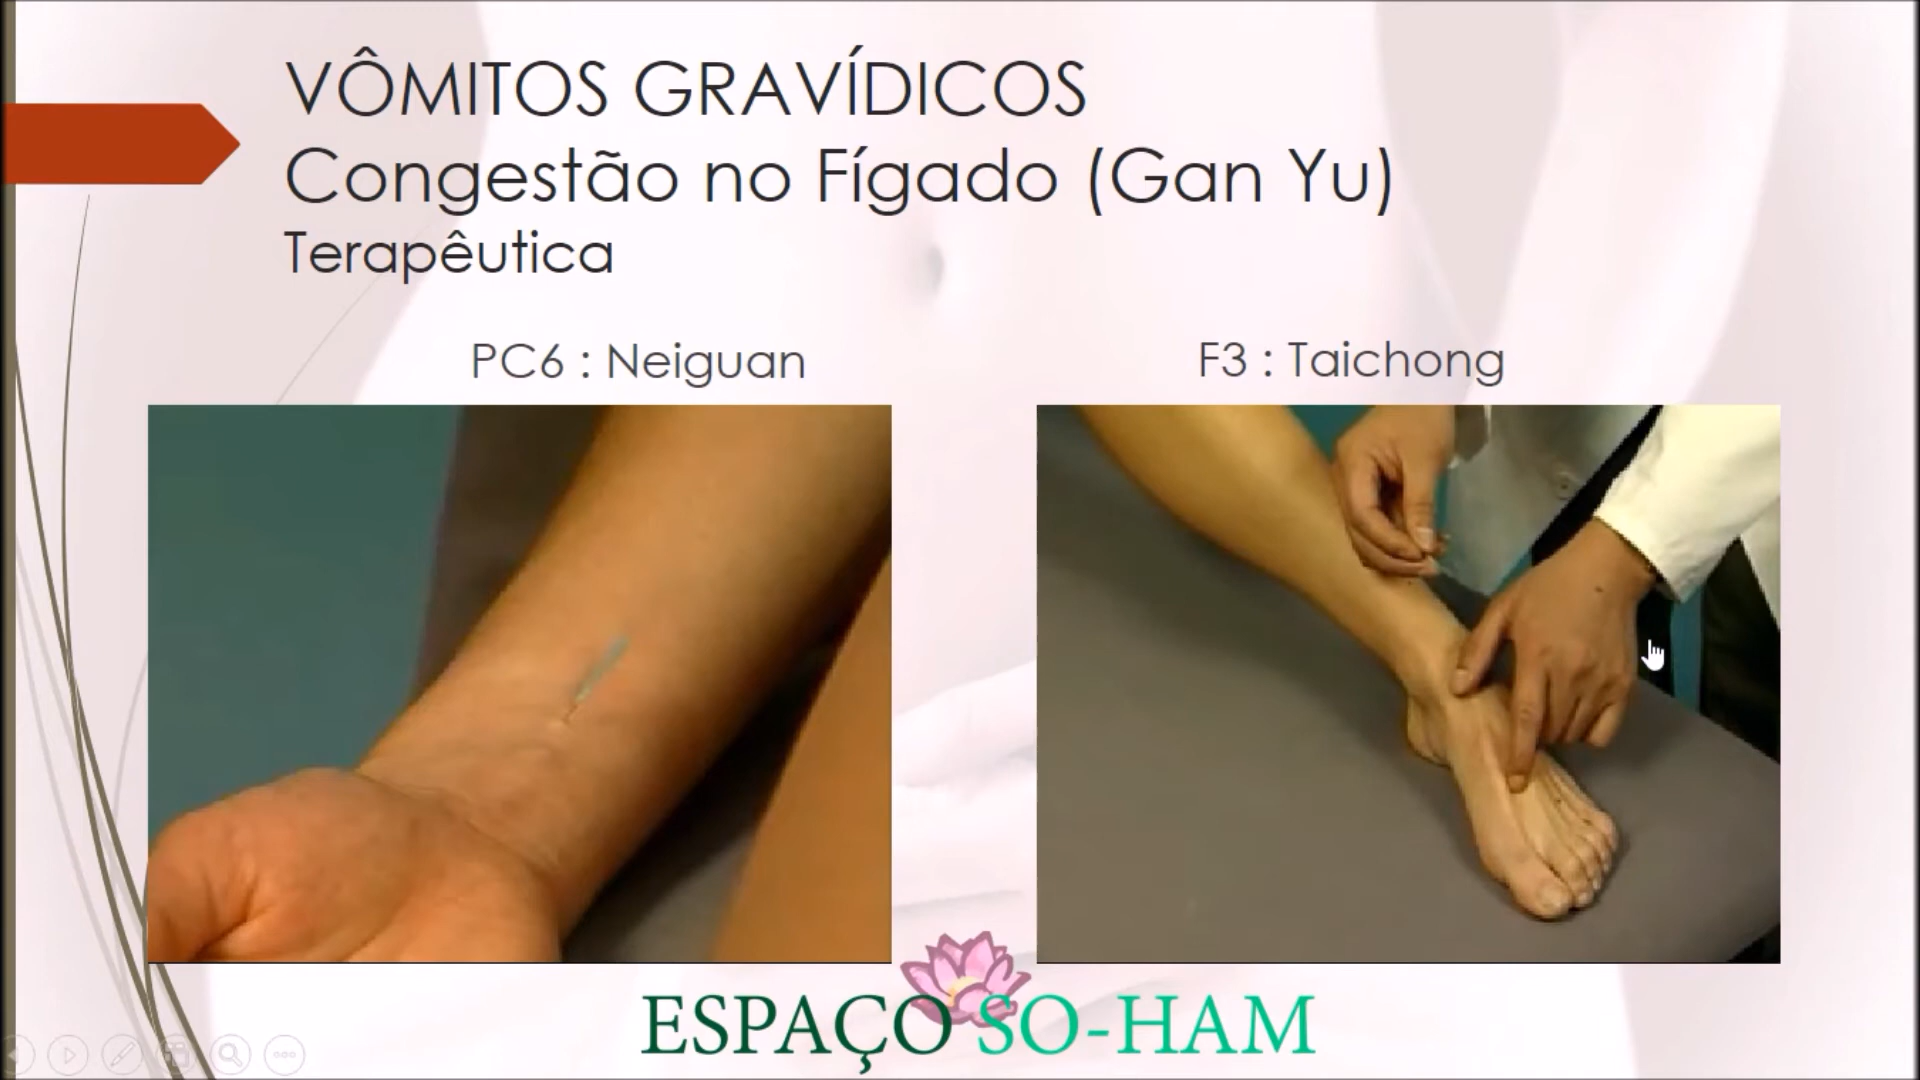 VÔMITOS GRAVÍDICOS
Congestão no Fígado (Gan Yu)
Terapêutica
PC6 : Neiguan
F3 : Taichong
ESPAÇO SO-HAM